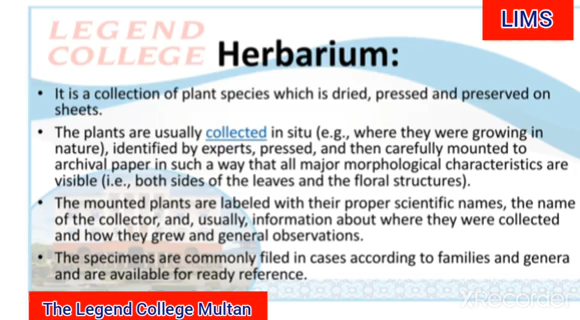 LEGEND
COLLEGE
LIMS
Herbarium:
• It is a collection of plant species which is dried, pressed and preserved on
sheets.
• The plants are usually collected in situ (e.g., where they were growing in
nature), identified by experts, pressed, and then carefully mounted to
archival paper in such a way that all major morphological characteristics are
visible (i.e., both sides of the leaves and the floral structures).
• The mounted plants are labeled with their proper scientific names, the name
of the collector, and, usually, information about where they were collected
and how they grew and general observations.
• The specimens are commonly filed in cases according to families and genera
and are available for ready reference.
XRecorder
The Legend College Multan